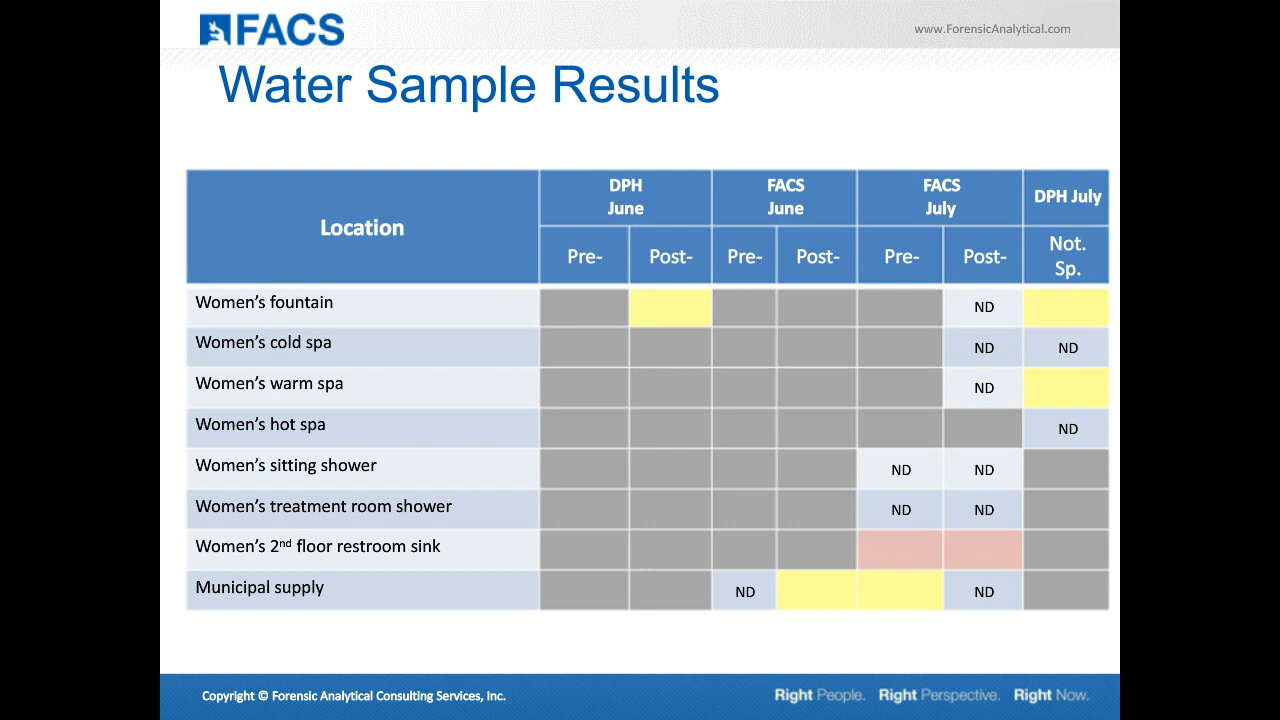 FACS
www.ForensicAnalytical.com
Water Sample Results
Location
DPH June
FACS June
FACS July
DPH July
Pre- Post- Pre- Post- Pre- Post- Not. Sp.
Women’s fountain ND
Women’s cold spa ND ND
Women’s warm spa ND
Women’s hot spa ND
Women’s sitting shower ND ND
Women’s treatment room shower ND ND
Women’s 2nd floor restroom sink
Municipal supply ND ND
Copyright © Forensic Analytical Consulting Services, Inc.
Right People. Right Perspective. Right Now.